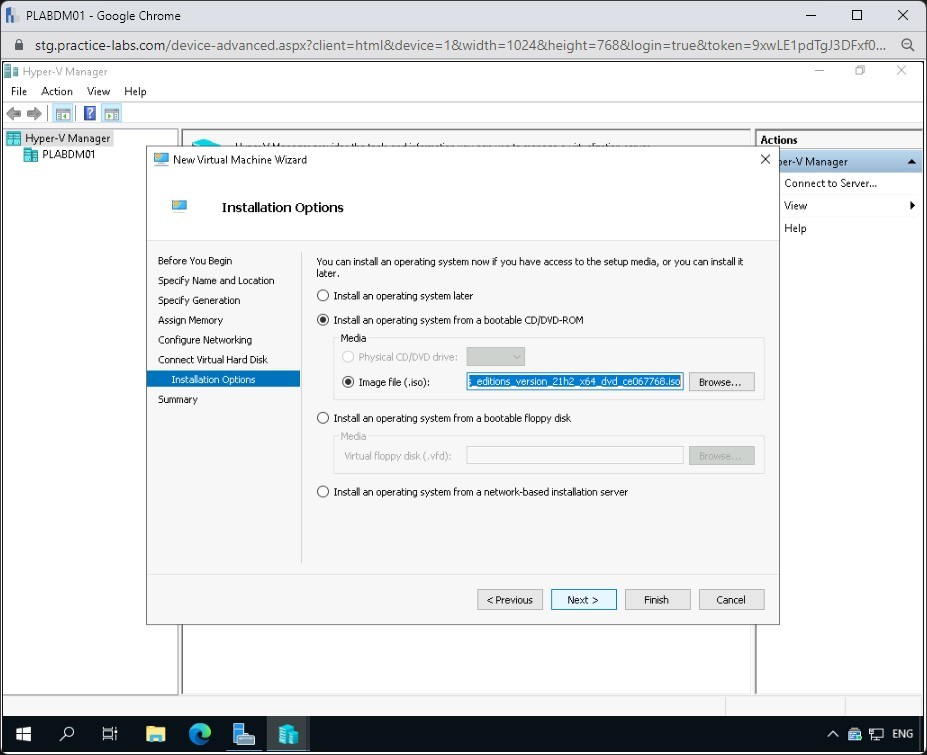 PLABDM01 - Google Chrome
stg.practice-labs.com/device-advanced.aspx?client=html&device=1&width=1024&height=768&login=true&token=9xwLE1pdTgJ3DFxf0...
Hyper-V Manager
File Action View Help
Hyper-V Manager
PLABDM01
Actions
per-V Manager
Connect to Server...
View
Help
New Virtual Machine Wizard
Installation Options
Before You Begin
Specify Name and Location
Specify Generation
Assign Memory
Configure Networking
Connect Virtual Hard Disk
Installation Options
Summary
You can install an operating system now if you have access to the setup media, or you can install it
later.
Install an operating system later
Install an operating system from a bootable CD/DVD-ROM
Media
Physical CD/DVD drive:
Image file (.iso): s_editions_version_21h2_x64_dvd_ce067768.iso Browse...
Install an operating system from a bootable floppy disk
Media
Virtual floppy disk (.vfd): Browse...
Install an operating system from a network-based installation server
< Previous Next > Finish Cancel
ENG